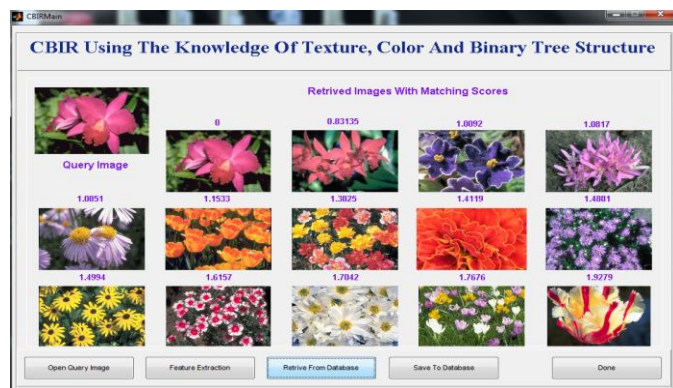 CBIRMain
CBIR Using The Knowledge Of Texture, Color And Binary Tree Structure
Retrived Images With Matching Scores
0 0.83135 1.0092 1.0817
Query Image
1.0851 1.1533 1.3825 1.4119 1.4801
1.4994 1.6157 1.7042 1.7676 1.9279
Open Query Image Feature Extraction Retrive From Database Save To Database Done